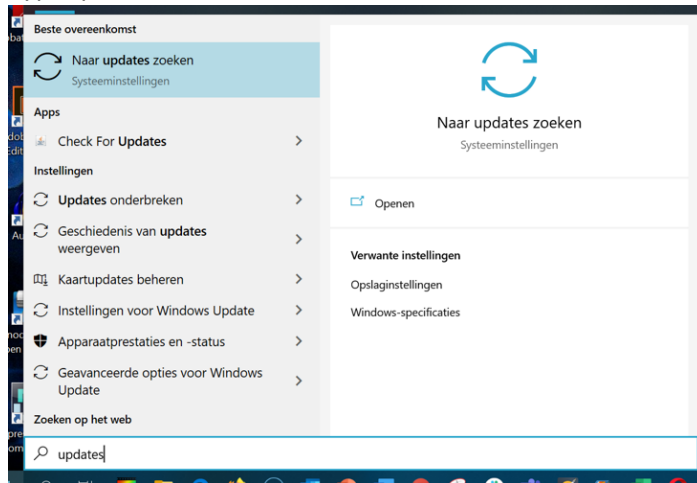 Beste overeenkomst
Naar updates zoeken
Systeeminstellingen
Apps
Check For Updates
Instellingen
Updates onderbreken
Geschiedenis van updates
weergeven
Kaartupdates beheren
Instellingen voor Windows Update
Apparaatprestaties en -status
Geavanceerde opties voor Windows
Update
Zoeken op het web
updates
Naar updates zoeken
Systeeminstellingen
Openen
Verwante instellingen
Opslaginstellingen
Windows-specificaties